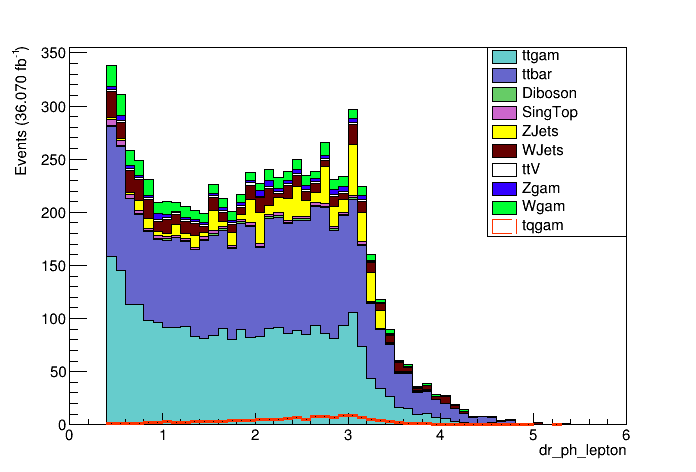 Events (36.070 fb⁻¹)
350
300
250
200
150
100
50
0
0 1 2 3 4 5 6
dr_ph_lepton
ttgam
ttbar
Diboson
SingTop
ZJets
WJets
ttV
Zgam
Wgam
tqgam